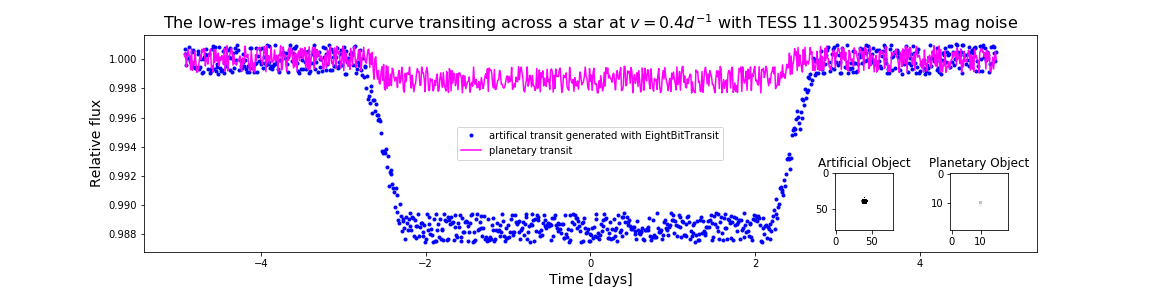 The low-res image's light curve transiting across a star at v = 0.4d⁻¹ with TESS 11.3002595435 mag noise
Relative flux
1.000
0.998
0.996
0.994
0.992
0.990
0.988
artifical transit generated with EightBitTransit
planetary transit
Artificial Object
0
50
0
50
Planetary Object
0
10
0
10
−4
−2
0
2
4
Time [days]